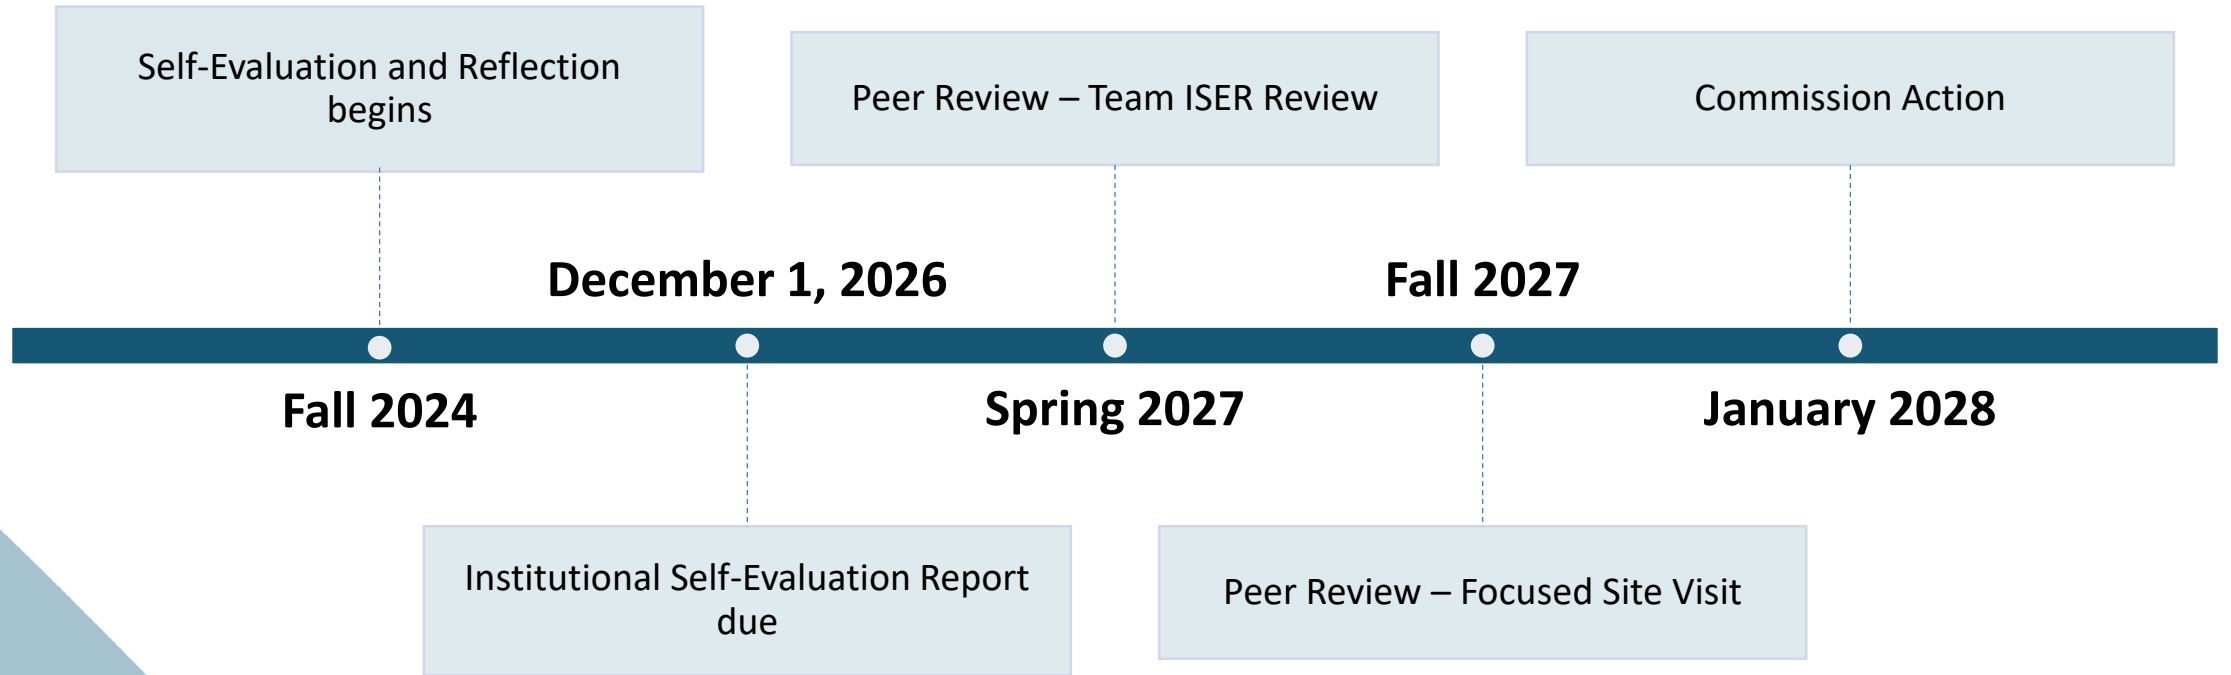 Self-Evaluation and Reflection
begins
Peer Review – Team ISER Review
Commission Action
December 1, 2026
Fall 2027
Fall 2024
Spring 2027
January 2028
Institutional Self-Evaluation Report
due
Peer Review – Focused Site Visit